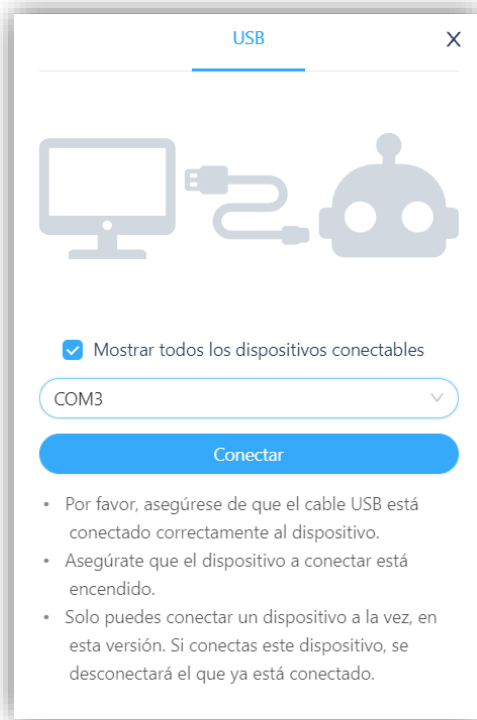 USB
X
Mostrar todos los dispositivos conectables
COM3
Conectar
• Por favor, asegúrese de que el cable USB está
conectado correctamente al dispositivo.
• Asegúrate que el dispositivo a conectar está
encendido.
• Solo puedes conectar un dispositivo a la vez, en
esta versión. Si conectas este dispositivo, se
desconectará el que ya está conectado.